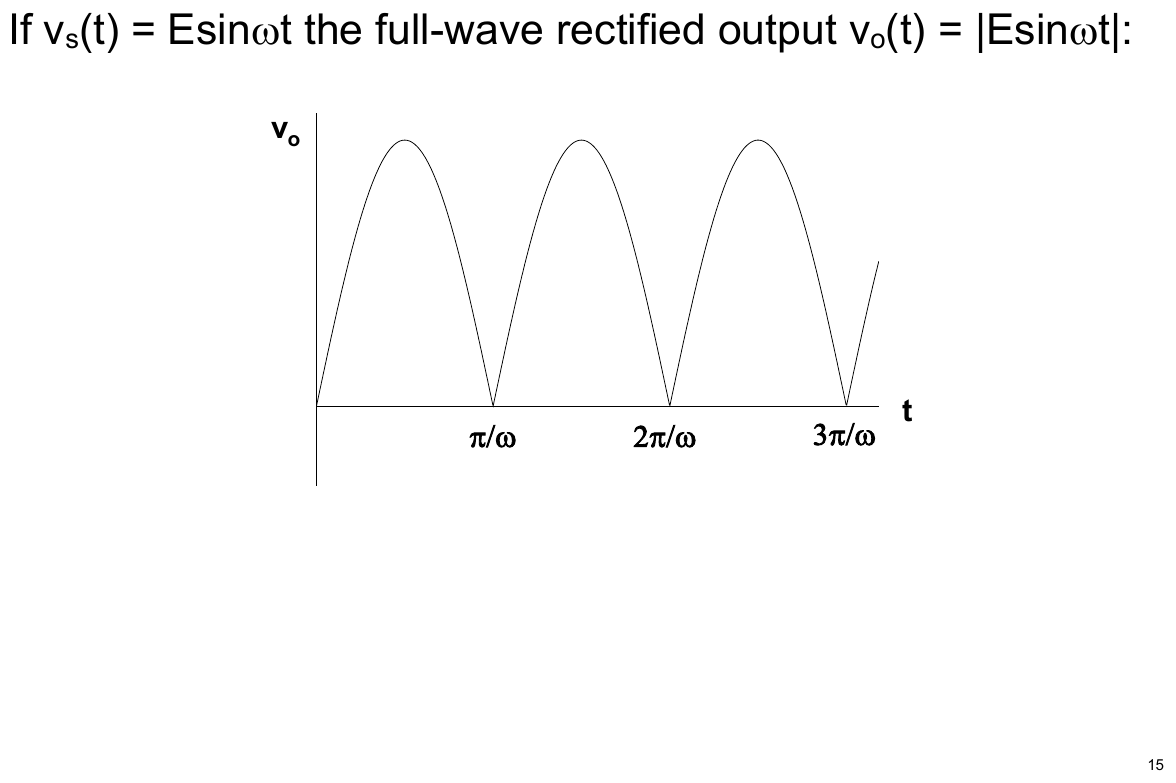 If vₛ(t) = Esinωt the full-wave rectified output vₒ(t) = |Esinωt|:
vₒ
t
π/ω
2π/ω
3π/ω
15